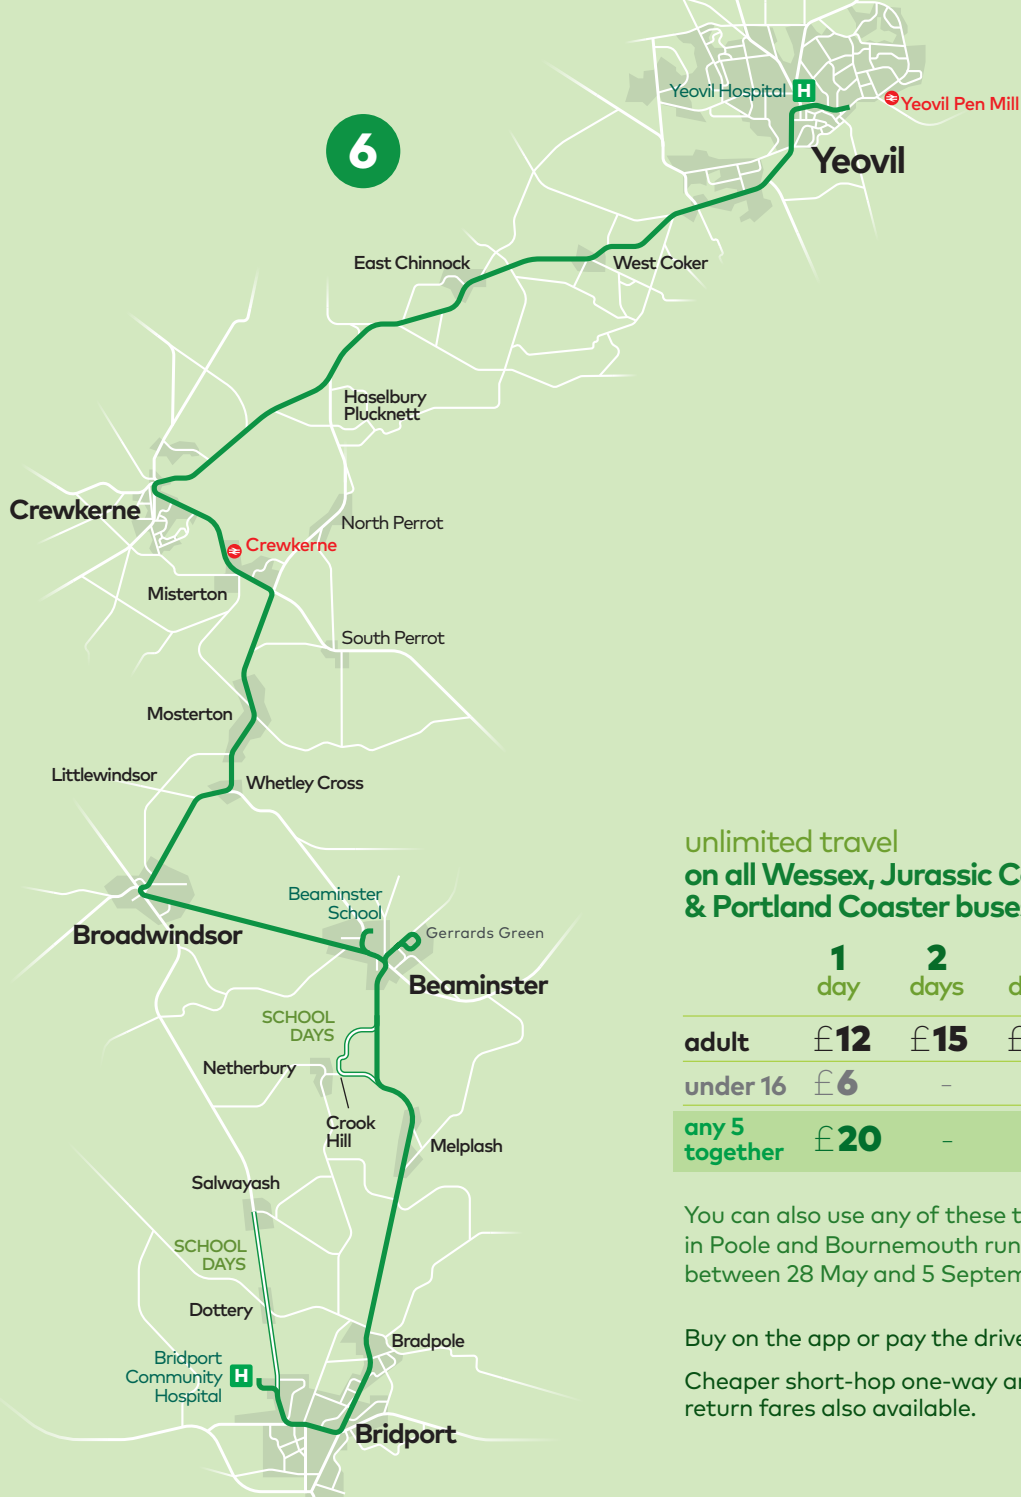 Yeovil Hospital H
Yeovil Pen Mill
Yeovil
6
East Chinnock
West Coker
Haselbury
Plucknett
Crewkerne
North Perrot
Crewkerne
Misterton
South Perrot
Mosterton
Littlewindsor
Whetley Cross
Beaminster
School
Gerrards Green
Broadwindsor
Beaminster
SCHOOL
DAYS
Netherbury
Crook
Hill
Melplash
Salwayash
SCHOOL
DAYS
Dottery
Bradpole
Bridport
Community H
Hospital
Bridport
unlimited travel
on all Wessex, Jurassic
& Portland Coaster
1 2
day days
adult £12 £15 £
under 16 £6 –
any 5
together £20 –
You can also use any of these
in Poole and Bournemouth
between 28 May and 5
Buy on the app or pay the
Cheaper short-hop one-way
return fares also available.